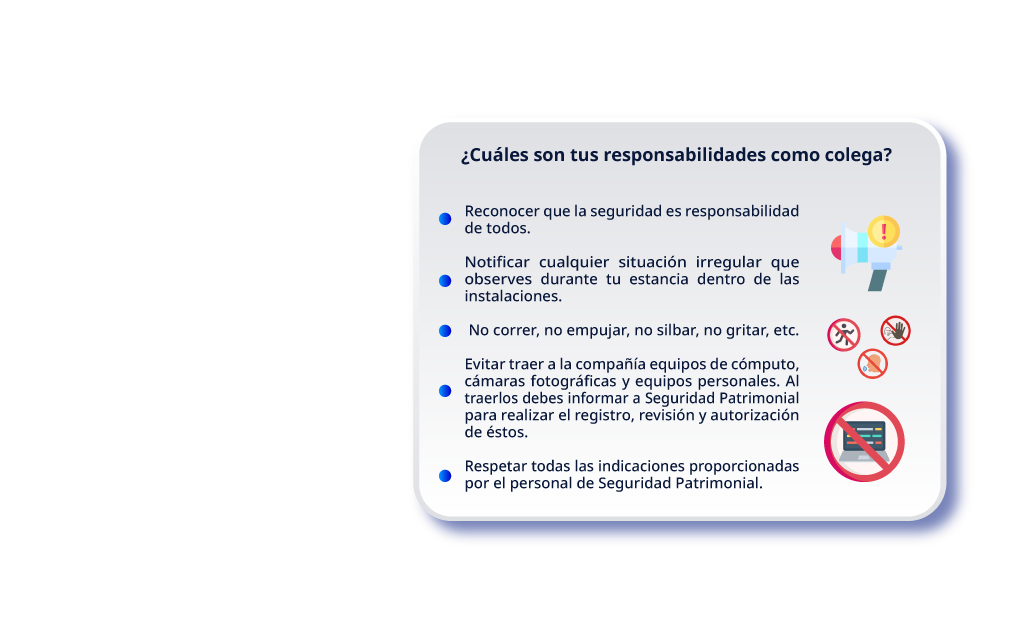 ¿Cuáles son tus responsabilidades como colega?
Reconocer que la seguridad es responsabilidad
de todos.
Notificar cualquier situación irregular que
observes durante tu estancia dentro de las
instalaciones.
No correr, no empujar, no silbar, no gritar, etc.
Evitar traer a la compañía equipos de cómputo,
cámaras fotográficas y equipos personales. Al
traerlos debes informar a Seguridad Patrimonial
para realizar el registro, revisión y autorización
de éstos.
Respetar todas las indicaciones proporcionadas
por el personal de Seguridad Patrimonial.